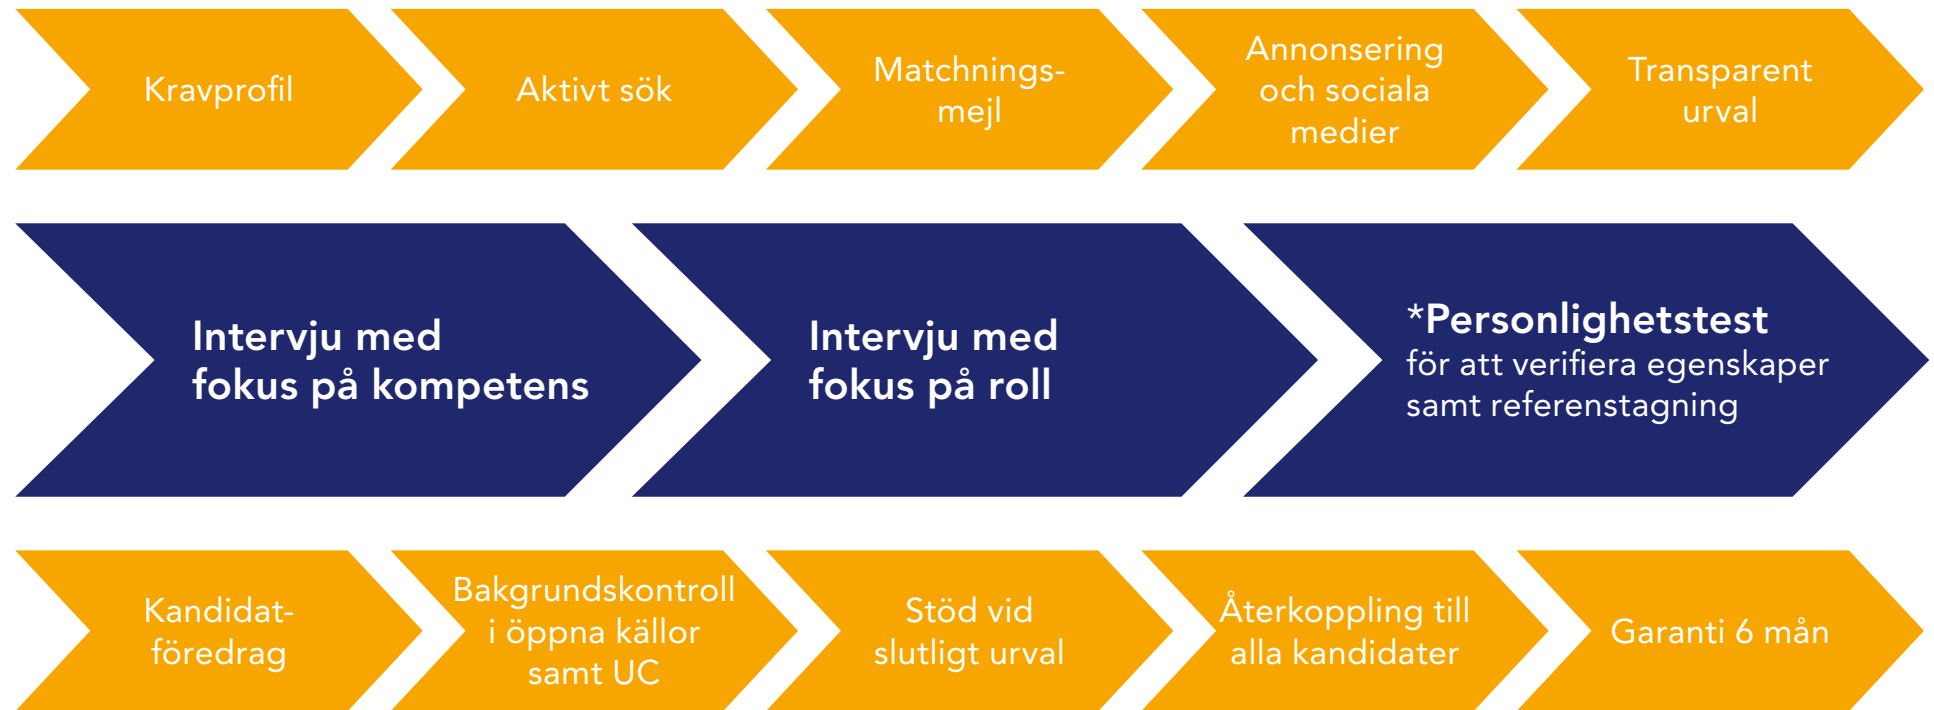 Kravprofil
Aktivt sök
Matchnings-
mejl
Annonsering
och sociala
medier
Transparent
urval
Intervju med
fokus på kompetens
Intervju med
fokus på roll
*Personlighetstest
för att verifiera egenskaper
samt referenstagning
Kandidat-
föredrag
Bakgrundskontroll
i öppna källor
samt UC
Stöd vid
slutligt urval
Återkoppling till
alla kandidater
Garanti 6 mån